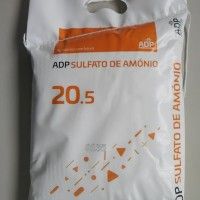 ADP
ADP SULFATO DE AMÓNIO
20.5
ADP SULFATO DE AMÓNIO